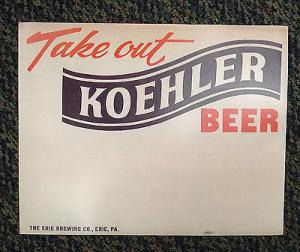 Take out
KOEHLER
BEER
THE ERIE BREWING CO., ERIE, PA.